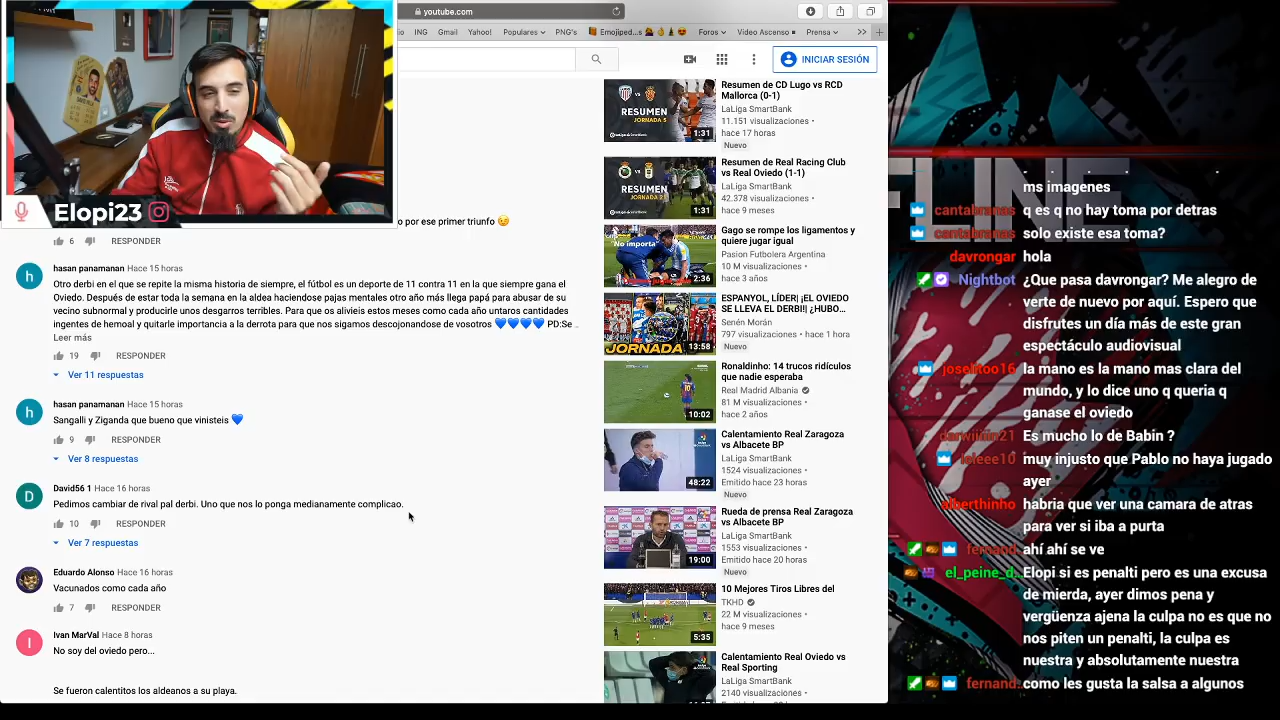 youtube.com
io ING Gmail Yahoo! Populares PNG's Emojiped...s Foros Video Ascenso Prensa
INICIAR SESIÓN
Elopi23
o por ese primer triunfo
6 RESPONDER
hasan panamanan Hace 15 horas
Otro derbi en el que se repite la misma historia de siempre, el fútbol es un deporte de 11 contra 11 en la que siempre gana el
Oviedo. Después de estar toda la semana en la aldea haciendose pajas mentales otro año más llega papá para abusar de su
vecino subnormal y producirle unos desgarros terribles. Para que os alivieis estos meses como cada año untaros cantidades
ingentes de hemoal y quitarle importancia a la derrota para que nos sigamos descojonandose de vosotros 💙💙💙💙 PD:Se ..
Leer más
19 RESPONDER
Ver 11 respuestas
hasan panamanan Hace 15 horas
Sangalli y Ziganda que bueno que vinisteis 💙
9 RESPONDER
Ver 8 respuestas
David56 1 Hace 16 horas
Pedimos cambiar de rival pal derbi. Uno que nos lo ponga medianamente complicao.
10 RESPONDER
Ver 7 respuestas
Eduardo Alonso Hace 16 horas
Vacunados como cada año
7 RESPONDER
Ivan MarVal Hace 8 horas
No soy del oviedo pero...
Se fueron calentitos los aldeanos a su playa.
RESUMEN
JORNADA 5
1:31
Resumen de CD Lugo vs RCD
Mallorca (0-1)
LaLiga SmartBank
11.151 visualizaciones •
hace 17 horas
Nuevo
RESUMEN
1:31
Resumen de Real Racing Club
vs Real Oviedo (1-1)
LaLiga SmartBank
42.378 visualizaciones •
hace 9 meses
No importa
2:36
Gago se rompe los ligamentos y
quiere jugar igual
Pasion Futbolera Argentina
10 M visualizaciones •
hace 3 años
JORNADA
13:58
ESPANYOL, LÍDER| ¡EL OVIEDO
SE LLEVA EL DERBI!| ¿HUBO...
Senén Morán
797 visualizaciones • hace 1 hora
Nuevo
10:02
Ronaldinho: 14 trucos ridículos
que nadie esperaba
Real Madrid Albania
81 M visualizaciones •
hace 2 años
48:22
Calentamiento Real Zaragoza
vs Albacete BP
LaLiga SmartBank
1524 visualizaciones •
Emitido hace 23 horas
Nuevo
19:00
Rueda de prensa Real Zaragoza
vs Albacete BP
LaLiga SmartBank
1553 visualizaciones •
Emitido hace 20 horas
Nuevo
5:35
10 Mejores Tiros Libres del
TKHD
22 M visualizaciones •
hace 9 meses
Calentamiento Real Oviedo vs
Real Sporting
LaLiga SmartBank
2140 visualizaciones •
ms imagenes
cantabranas q es q no hay toma por detras
cantabranas solo existe esa toma?
davrongar hola
Nightbot ¿Que pasa davrongar? Me alegro de
verte de nuevo por aquí. Espero que
disfrutes un día más de este gran
espectáculo audiovisual
joselitoo16 la mano es la mano mas clara del
mundo, y lo dice uno q queria q
ganase el oviedo
darwiiiiin21 Es mucho lo de Babin ?
loleee10 muy injusto que Pablo no haya jugado
ayer
alberthinho habria que ver una camara de atras
para ver si la purta
fernand... ahí ahí se ve
el_peine_d... Elopi si es penalti pero es una excusa
de mierda, ayer dimos pena y
vergüenza ajena la culpa no es que no
nos piten un penalti, la culpa es
nuestra y absolutamente nuestra
fernand... como les gusta la salsa a algunos